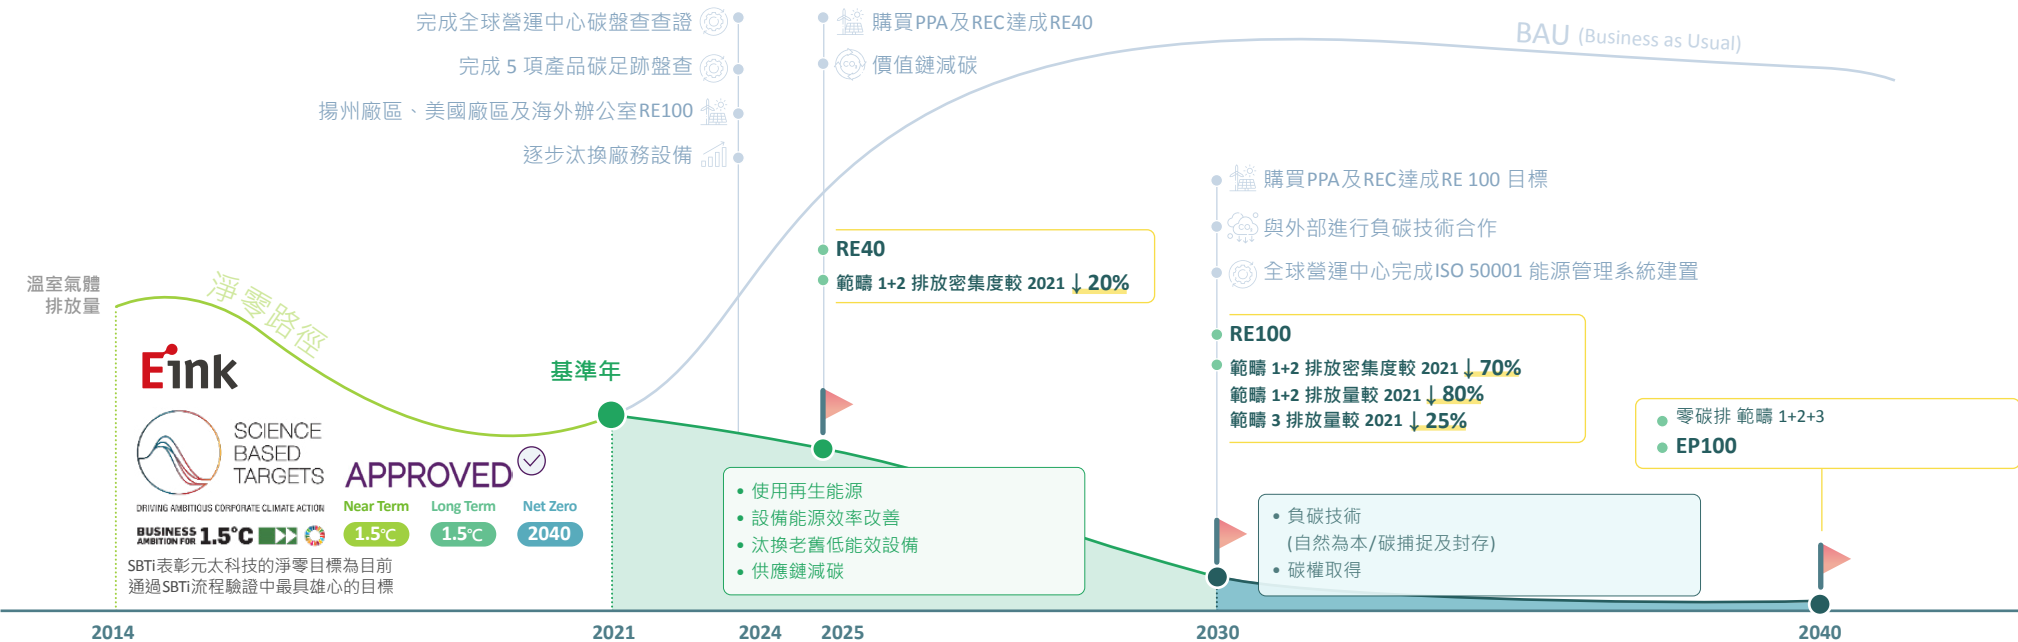 完成全球營運中心碳盤查查證
完成 5 項產品碳足跡盤查
揚州廠區、美國廠區及海外辦公室RE100
逐步汰換廠務設備
購買PPA及REC達成RE40
價值鏈減碳
BAU (Business as Usual)
RE40
範疇 1+2 排放密集度較 2021 ↓ 20%
購買PPA及REC達成RE 100 目標
與外部進行負碳技術合作
全球營運中心完成ISO 50001 能源管理系統建置
RE100
範疇 1+2 排放密集度較 2021 ↓ 70%
範疇 1+2 排放量較 2021 ↓ 80%
範疇 3 排放量較 2021 ↓ 25%
零碳排 範疇 1+2+3
EP100
溫室氣體
排放量
淨零路徑
基準年
Eink
SCIENCE
BASED
TARGETS
DRIVING AMBITIOUS CORPORATE CLIMATE ACTION
APPROVED
Near Term
Long Term
Net Zero
1.5℃
1.5℃
2040
BUSINESS
AMBITION FOR 1.5°C
SBTi表彰元太科技的淨零目標為目前
通過SBTi流程驗證中最具雄心的目標
• 使用再生能源
• 設備能源效率改善
• 汰換老舊低能效設備
• 供應鏈減碳
• 負碳技術
(自然為本/碳捕捉及封存)
• 碳權取得
2014
2021
2024
2025
2030
2040